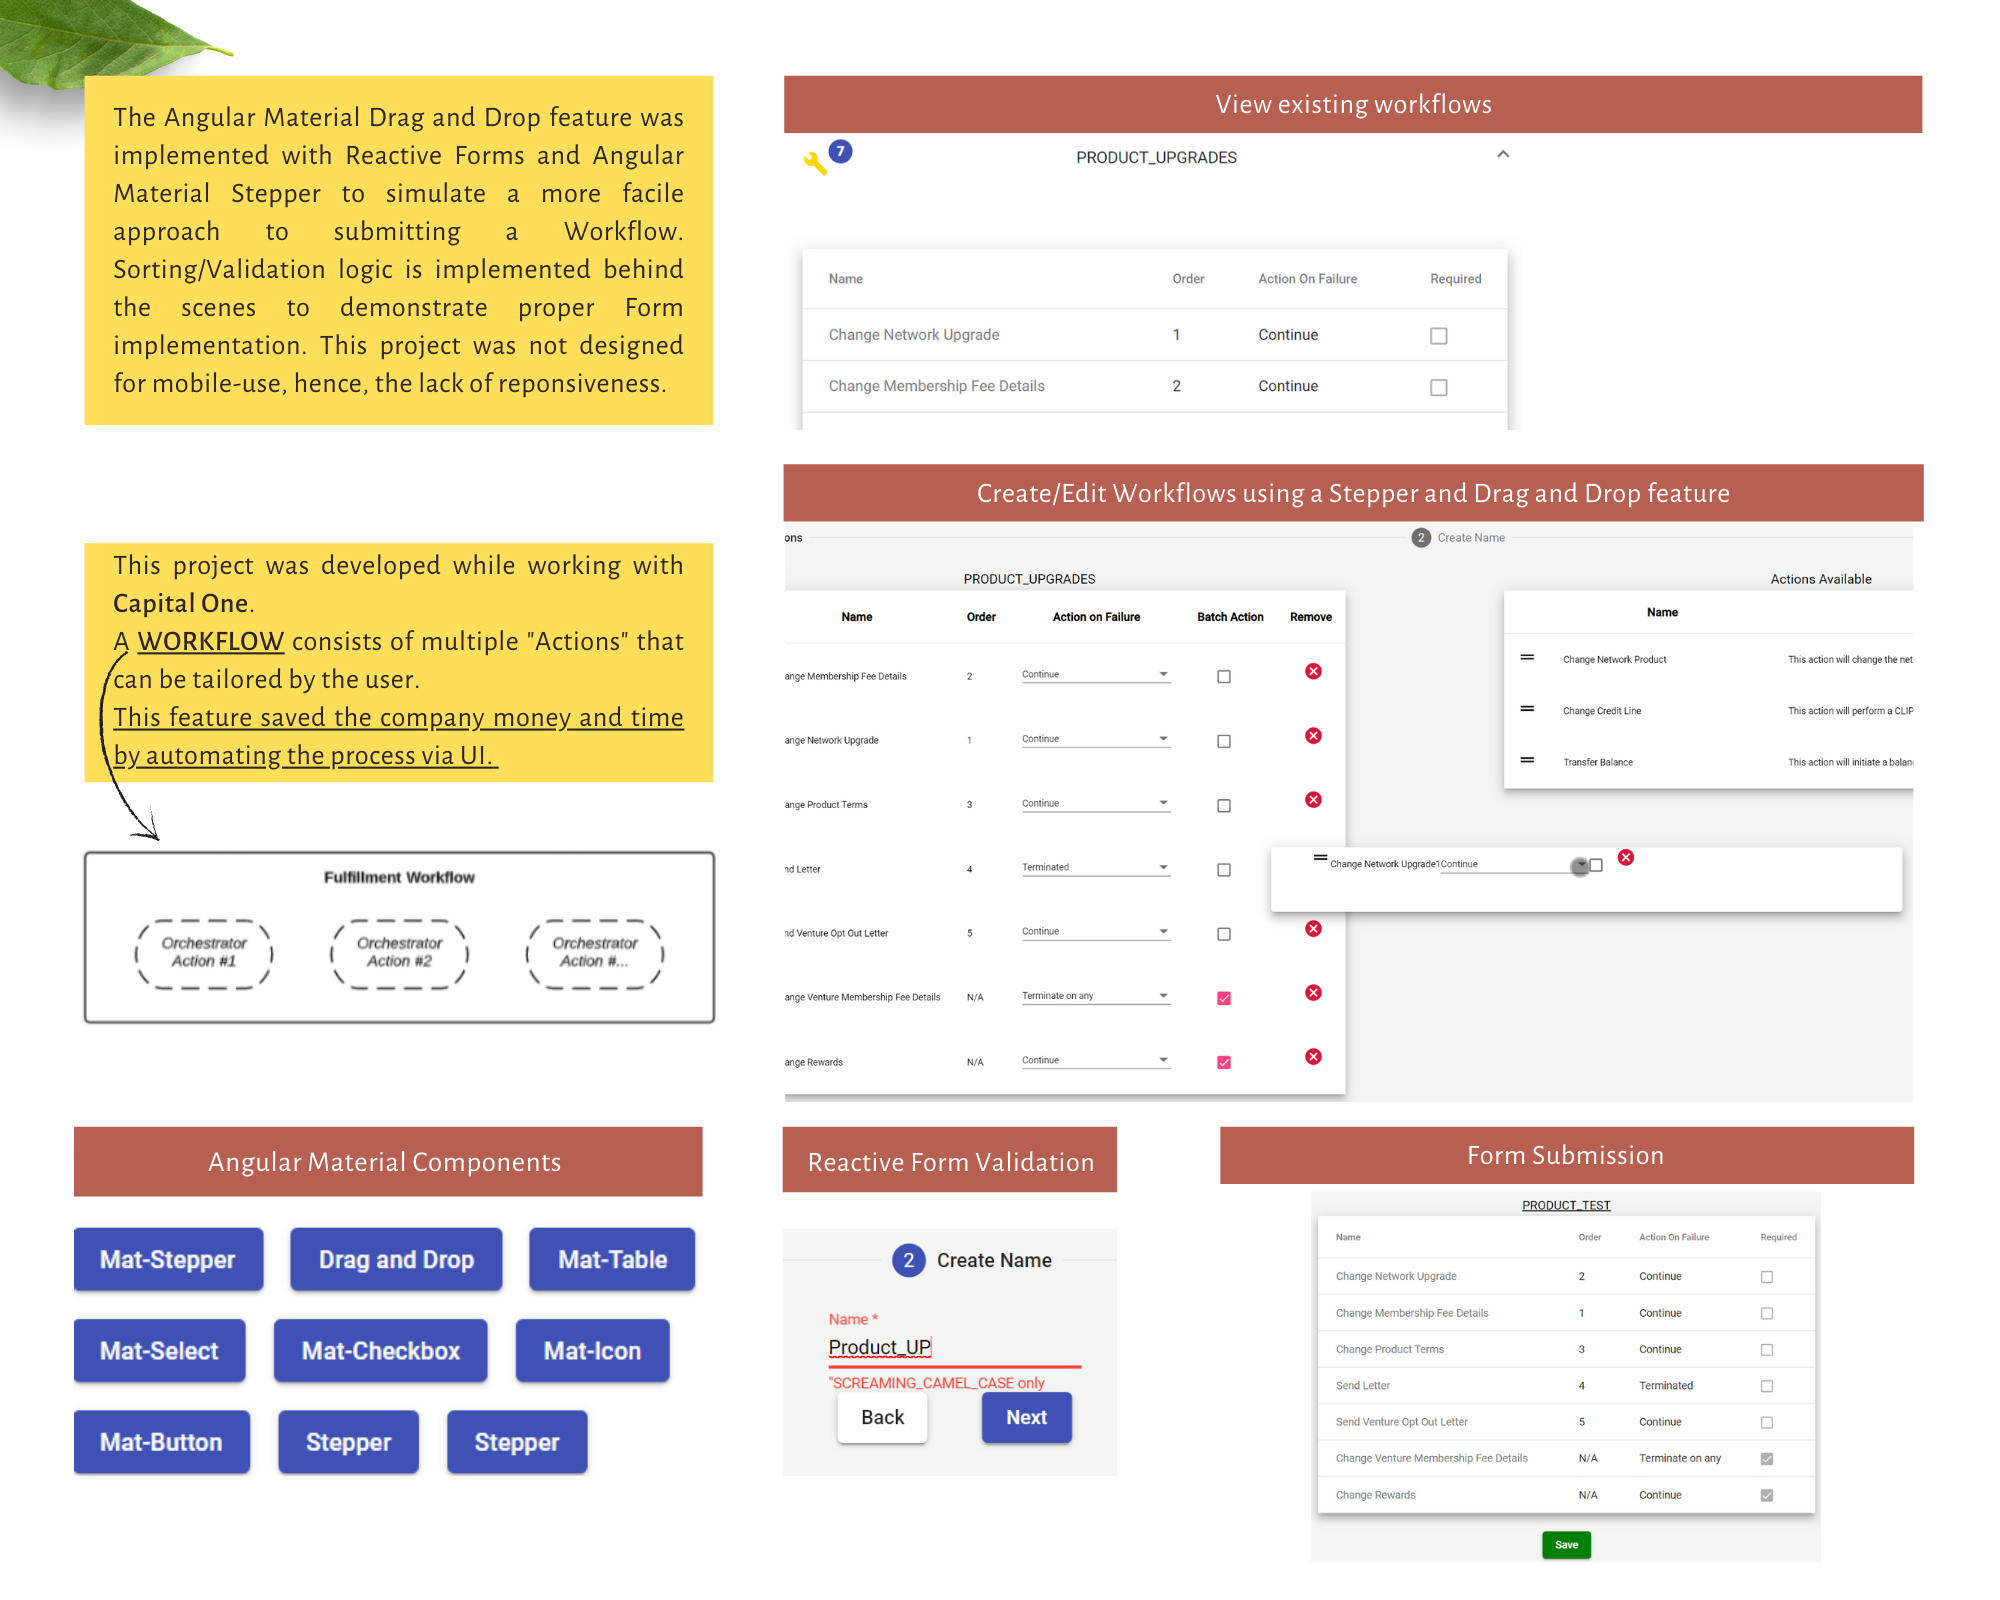 The Angular Material Drag and Drop feature was
implemented with Reactive Forms and Angular
Material Stepper to simulate a more facile
approach to submitting a Workflow.
Sorting/Validation logic is implemented behind
the scenes to demonstrate proper Form
implementation. This project was not designed
for mobile-use, hence, the lack of reponsiveness.
This project was developed while working with
Capital One.
A WORKFLOW consists of multiple "Actions" that
can be tailored by the user.
This feature saved the company money and time
by automating the process via UI.
Fulfillment Workflow
Orchestrator Action #1
Orchestrator Action #2
Orchestrator Action #...
View existing workflows
7 PRODUCT_UPGRADES
Name Order Action On Failure Required
Change Network Upgrade 1 Continue
Change Membership Fee Details 2 Continue
Create/Edit Workflows using a Stepper and Drag and Drop feature
ons 2 Create Name
PRODUCT_UPGRADES
Name Order Action on Failure Batch Action Remove
ange Membership Fee Details 2 Continue
ange Network Upgrade 1 Continue
ange Product Terms 3 Continue
nd Letter 4 Terminated
nd Venture Opt Out Letter 5 Continue
ange Venture Membership Fee Details N/A Terminate on any
ange Rewards N/A Continue
Actions Available
Name
Change Network Product This action will change the net
Change Credit Line This action will perform a CLIP
Transfer Balance This action will initiate a balan
Change Network Upgrade1Continue
Angular Material Components
Mat-Stepper Drag and Drop Mat-Table
Mat-Select Mat-Checkbox Mat-Icon
Mat-Button Stepper Stepper
Reactive Form Validation
2 Create Name
Name *
Product_UP
"SCREAMING_CAMEL_CASE only
Back Next
Form Submission
PRODUCT_TEST
Name Order Action On Failure Required
Change Network Upgrade 2 Continue
Change Membership Fee Details 1 Continue
Change Product Terms 3 Continue
Send Letter 4 Terminated
Send Venture Opt Out Letter 5 Continue
Change Venture Membership Fee Details N/A Terminate on any
Change Rewards N/A Continue
Save